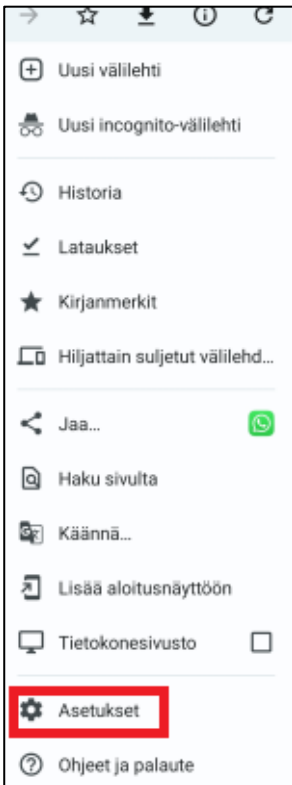 Uusi välilehti
Uusi incognito-välilehti
Historia
Lataukset
Kirjanmerkit
Hiljattain suljetut välilehd...
Jaa...
Haku sivulta
Käännä...
Lisää aloitusnäyttöön
Tietokonesivusto
Asetukset
Ohjeet ja palaute